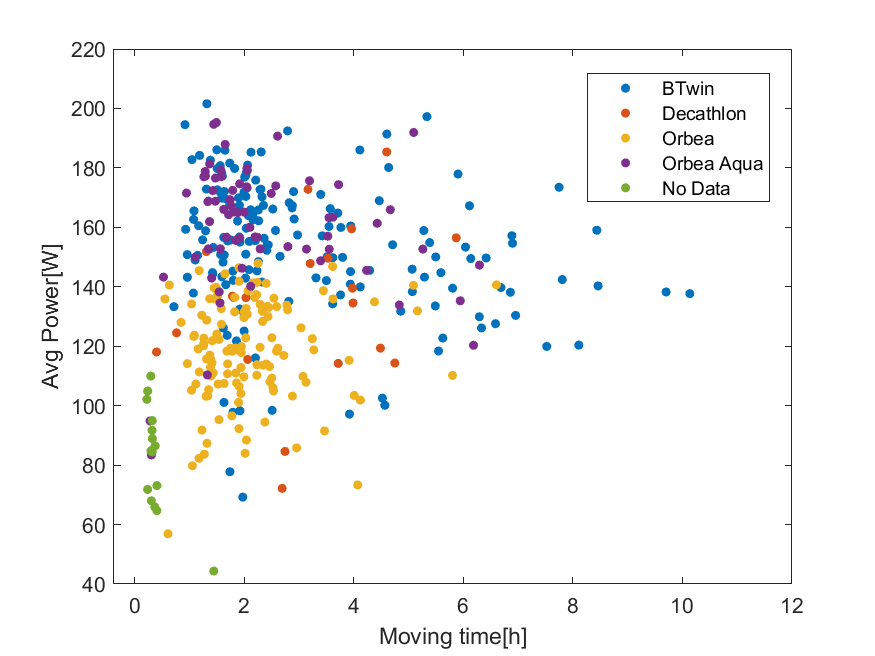 220
200
180
160
140
120
100
80
60
40
Avg Power[W]
BTwin
Decathlon
Orbea
Orbea Aqua
No Data
0 2 4 6 8 10 12
Moving time[h]